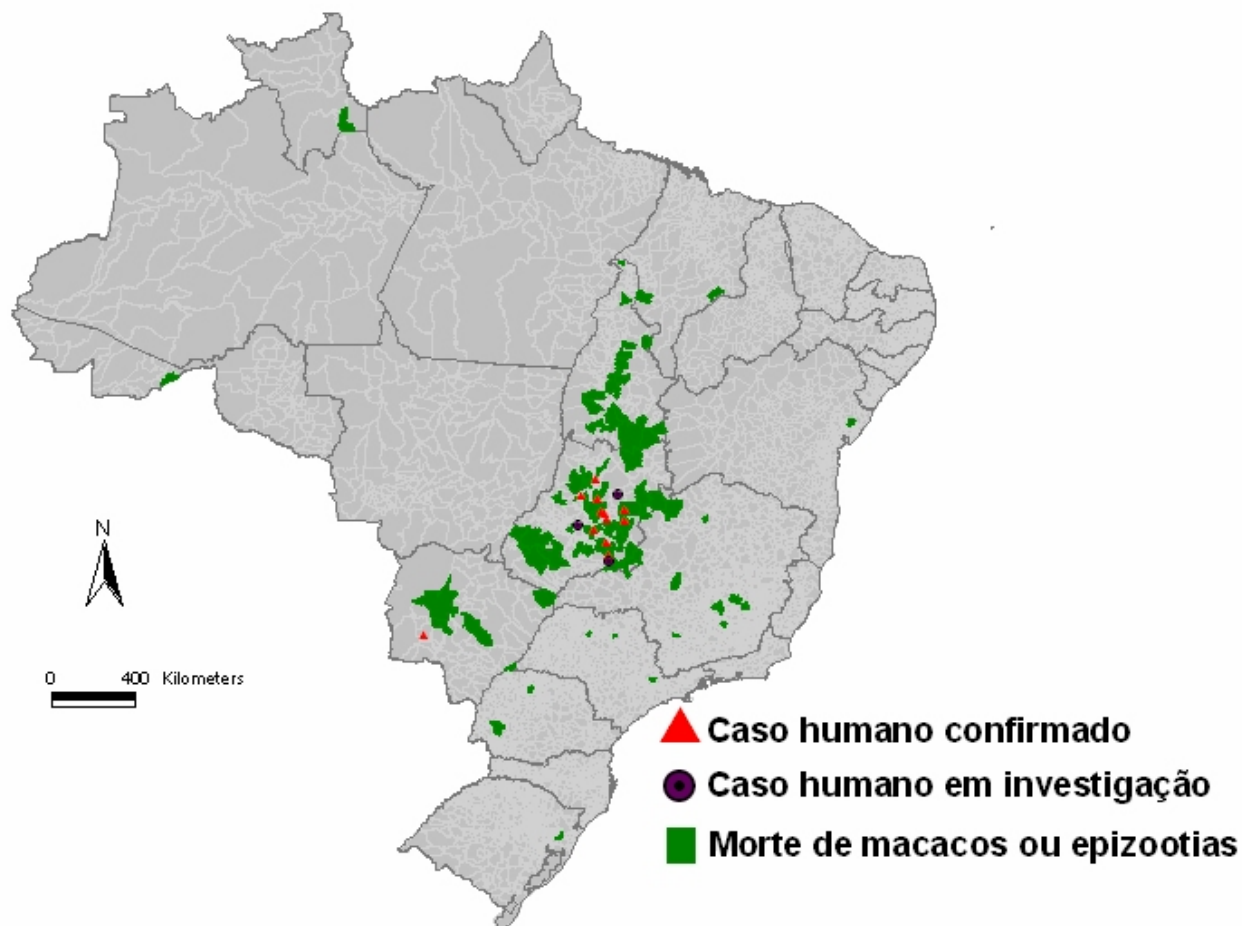 N
0 400 Kilometers
Caso humano confirmado
Caso humano em investigação
Morte de macacos ou epizootias